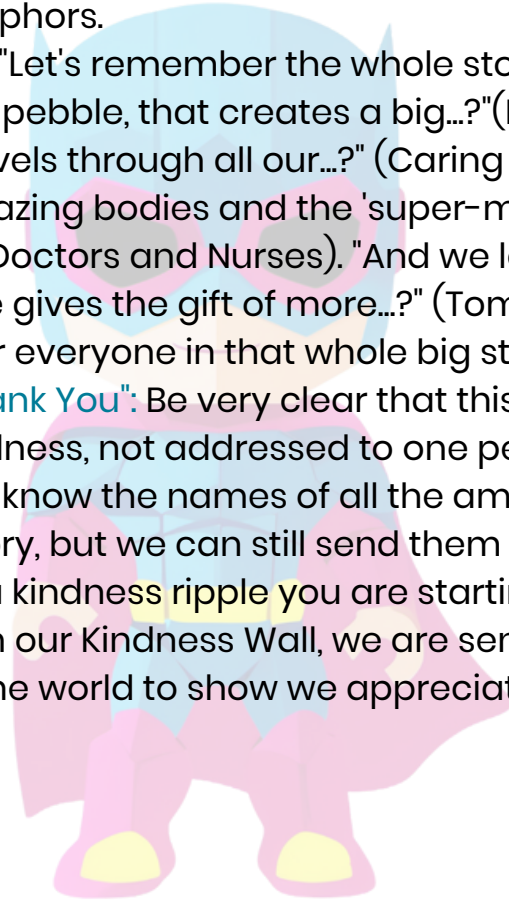 phors.
"Let's remember the whole sto
pebble, that creates a big...?"(
vels through all our...?" (Caring
azing bodies and the 'super-m
Doctors and Nurses). "And we l
gives the gift of more...?" (Tom
r everyone in that whole big st
ank You": Be very clear that this
ness, not addressed to one pe
know the names of all the am
ry, but we can still send them
kindness ripple you are starti
n our Kindness Wall, we are ser
ne world to show we appreciat